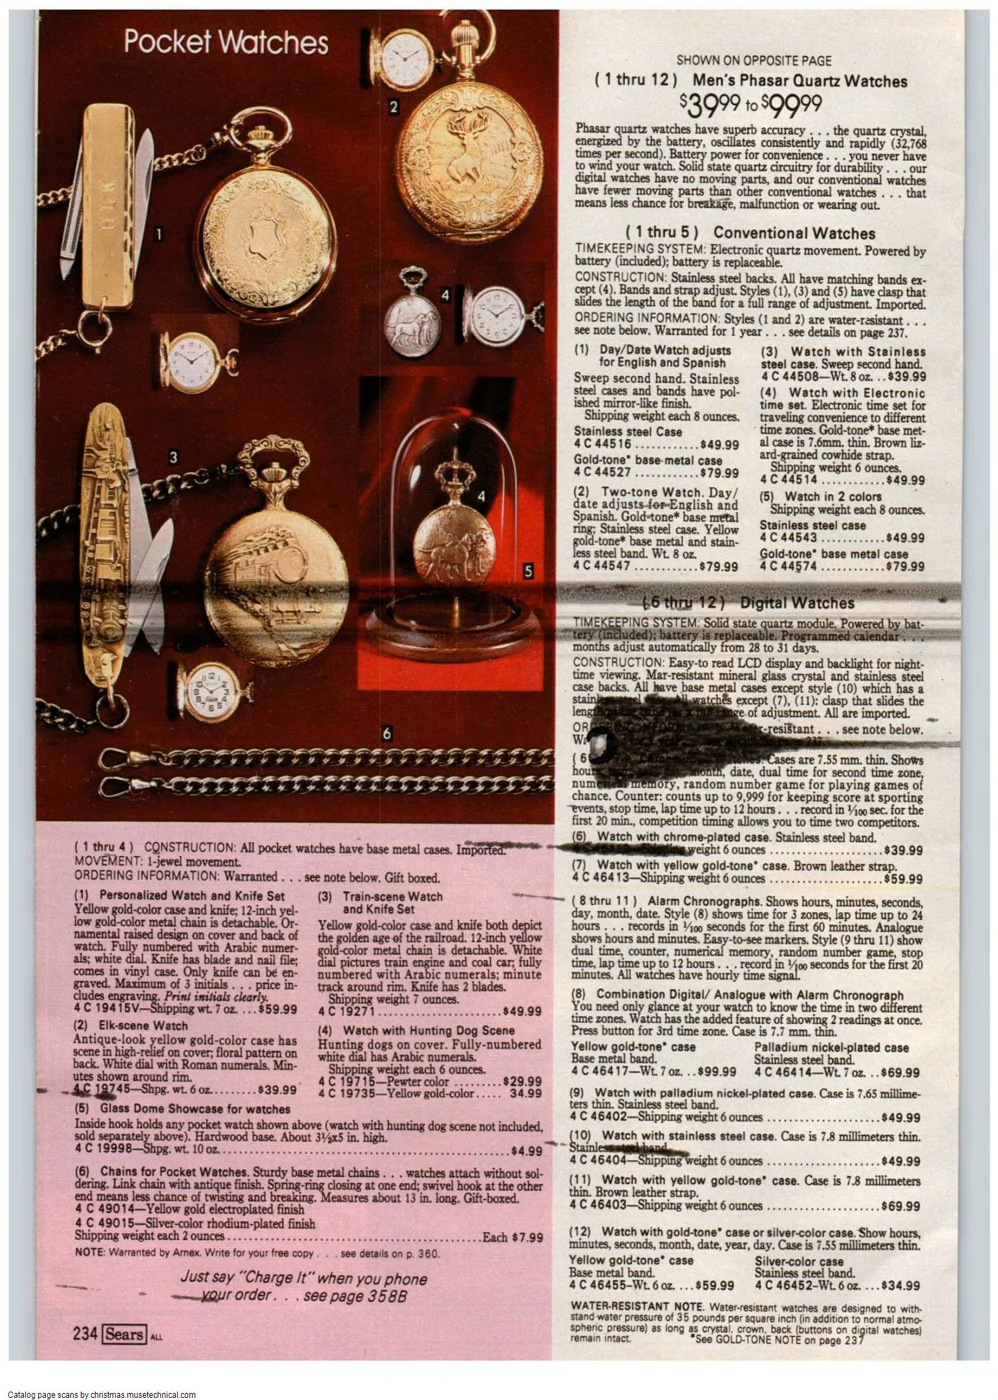 Pocket Watches
1
2
3
4
4
5
6
( 1 thru 4 ) CONSTRUCTION: All pocket watches have base metal cases. Imported.
MOVEMENT: 1-jewel movement.
ORDERING INFORMATION: Warranted . . . see note below. Gift boxed.
(1) Personalized Watch and Knife Set
Yellow gold-color case and knife; 12-inch yel-
low gold-color metal chain is detachable. Or-
namental raised design on cover and back of
watch. Fully numbered with Arabic numer-
als; white dial. Knife has blade and nail file;
comes in vinyl case. Only knife can be en-
graved. Maximum of 3 initials . . . price in-
cludes engraving. Print initials clearly.
4 C 19415V—Shipping wt. 7 oz. . . . $59.99
(2) Elk-scene Watch
Antique-look yellow gold-color case has
scene in high-relief on cover; floral pattern on
back. White dial with Roman numerals. Min-
utes shown around rim.
4 C 19745—Shpg. wt. 6 oz. . . . . . . . . $39.99
(3) Train-scene Watch
and Knife Set
Yellow gold-color case and knife both depict
the golden age of the railroad. 12-inch yellow
gold-color metal chain is detachable. White
dial pictures train engine and coal car; fully
numbered with Arabic numerals; minute
track around rim. Knife has 2 blades.
Shipping weight 7 ounces.
4 C 19271 . . . . . . . . . . . . . . . . . . . . . $49.99
(4) Watch with Hunting Dog Scene
Hunting dogs on cover. Fully-numbered
white dial has Arabic numerals.
Shipping weight 6 ounces.
4 C 19715—Pewter color . . . . . . . . . $29.99
4 C 19735—Yellow gold-color . . . . . 34.99
(5) Glass Dome Showcase for watches
Inside hook holds any pocket watch shown above (watch with hunting dog scene not included,
sold separately above). Hardwood base. About 3½x5 in. high.
4 C 19998—Shpg. wt. 10 oz. . . . . . . . . . . . . . . . . . . . . . . . . . . . . . $4.99
(6) Chains for Pocket Watches. Sturdy base metal chains . . . watches attach without sol-
dering. Link chain with antique finish. Spring-ring closing at one end; swivel hook at the other
end means less chance of twisting and breaking. Measures about 13 in. long. Gift-boxed.
4 C 49014—Yellow gold electroplated finish
4 C 49015—Silver-color rhodium-plated finish
Shipping weight each 2 ounces . . . . . . . . . . . . . . . . . . . . . . . . . . . . . . Each $7.99
NOTE: Warranted by Arnex. Write for your free copy . . . see details on p. 360.
Just say "Charge It" when you phone
your order . . . see page 358B
234 Sears ALL
SHOWN ON OPPOSITE PAGE
( 1 thru 12 ) Men's Phasar Quartz Watches
$39.99 to $99.99
Phasar quartz watches have superb accuracy . . . the quartz crystal,
energized by the battery, oscillates consistently and rapidly (32,768
times per second). Battery power for convenience . . . you never have
to wind your watch. Solid state quartz circuitry for durability . . . our
digital watches have no moving parts, and our conventional watches
have fewer moving parts than other conventional watches . . . that
means less chance for breakage, malfunction or wearing out.
( 1 thru 5 ) Conventional Watches
TIMEKEEPING SYSTEM: Electronic quartz movement. Powered by
battery (included); battery is replaceable.
CONSTRUCTION: Stainless steel backs. All have matching bands ex-
cept (4). Bands and strap adjust. Styles (1), (3) and (5) have clasp that
slides the length of the band for a full range of adjustment. Imported.
ORDERING INFORMATION: Styles (1 and 2) are water-resistant . . .
see note below. Warranted for 1 year . . . see details on page 237.
(1) Day/Date Watch adjusts
for English and Spanish
Sweep second hand. Stainless
steel cases and bands have pol-
ished mirror-like finish.
Shipping weight each 8 ounces.
Stainless steel Case
4 C 44516 . . . . . . . . . . . $49.99
Gold-tone* base metal case
4 C 44527 . . . . . . . . . . . $79.99
(2) Two-tone Watch. Day/
date adjusts for English and
Spanish. Gold-tone* base metal
ring; Stainless steel case. Yellow
gold-tone* base metal and stain-
less steel band. Wt. 8 oz.
4 C 44547 . . . . . . . . . . . $79.99
(3) Watch with Stainless
steel case. Sweep second hand.
4 C 44508—Wt. 8 oz. . . $39.99
(4) Watch with Electronic
time set. Electronic time set for
traveling convenience to different
time zones. Gold-tone* base met-
al case is 7.6mm. thin. Brown liz-
ard-grained cowhide strap.
Shipping weight 6 ounces.
4 C 44514 . . . . . . . . . . . $49.99
(5) Watch in 2 colors
Shipping weight each 8 ounces.
Stainless steel case
4 C 44543 . . . . . . . . . . . $49.99
Gold-tone* base metal case
4 C 44574 . . . . . . . . . . . $79.99
(6 thru 12) Digital Watches
TIMEKEEPING SYSTEM: Solid state quartz module. Powered by bat-
tery (included); battery is replaceable. Programmed calendar . . .
months adjust automatically from 28 to 31 days.
CONSTRUCTION: Easy-to read LCD display and backlight for night-
time viewing. Mar-resistant mineral glass crystal and stainless steel
case backs. All have base metal cases except style (10) which has a
watches except (7), (11): clasp that slides the
of adjustment. All are imported.
. . . see note below.
Cases are 7.55 mm. thin. Shows
month, date, dual time for second time zone,
memory, random number game for playing games of
chance. Counter: counts up to 9,999 for keeping score at sporting
events, stop time, lap time up to 12 hours . . . record in 1/100 sec. for the
first 20 min., competition timing allows you to time two competitors.
(6) Watch with chrome-plated case. Stainless steel band.
weight 6 ounces . . . . . . . . . . . . . . . . . . . . $39.99
(7) Watch with yellow gold-tone* case. Brown leather strap.
4 C 46413—Shipping weight 6 ounces . . . . . . . . . . . . . . . . . . . . $59.99
( 8 thru 11 ) Alarm Chronographs. Shows hours, minutes, seconds,
day, month, date. Style (8) shows time for 3 zones, lap time up to 24
hours . . . records in 1/100 seconds for the first 60 minutes. Analogue
shows hours and minutes. Easy-to-see markers. Style (9 thru 11) show
dual time, counter, numerical memory, random number game, stop
time, lap time up to 12 hours . . . record in 1/100 seconds for the first 20
minutes. All watches have hourly time signal.
(8) Combination Digital/ Analogue with Alarm Chronograph
You need only glance at your watch to know the time in two different
time zones. Watch has the added feature of showing 2 readings at once.
Press button for 3rd time zone. Case is 7.7 mm. thin.
Yellow gold-tone* case
Base metal band.
4 C 46417—Wt. 7 oz. . . $99.99
Palladium nickel-plated case
Stainless steel band.
4 C 46414—Wt. 7 oz. . . $69.99
(9) Watch with palladium nickel-plated case. Case is 7.65 millime-
ters thin. Stainless steel band.
4 C 46402—Shipping weight 6 ounces . . . . . . . . . . . . . . . . . . . . $49.99
(10) Watch with stainless steel case. Case is 7.8 millimeters thin.
Stainless steel band.
4 C 46404—Shipping weight 6 ounces . . . . . . . . . . . . . . . . . . . . $49.99
(11) Watch with yellow gold-tone* case. Case is 7.8 millimeters
thin. Brown leather strap.
4 C 46403—Shipping weight 6 ounces . . . . . . . . . . . . . . . . . . . . $69.99
(12) Watch with gold-tone* case or silver-color case. Show hours,
minutes, seconds, month, date, year, day. Case is 7.55 millimeters thin.
Yellow gold-tone* case
Base metal band.
4 C 46455-Wt. 6 oz. . . . $59.99
Silver-color case
Stainless steel band.
4 C 46452-Wt. 6 oz. . . . $34.99
WATER-RESISTANT NOTE. Water-resistant watches are designed to with-
stand water pressure of 35 pounds per square inch (in addition to normal atmo-
spheric pressure) as long as crystal, crown, back (buttons on digital watches)
remain intact. *See GOLD-TONE NOTE on page 237
Catalog page scans by christmas.musetechnical.com